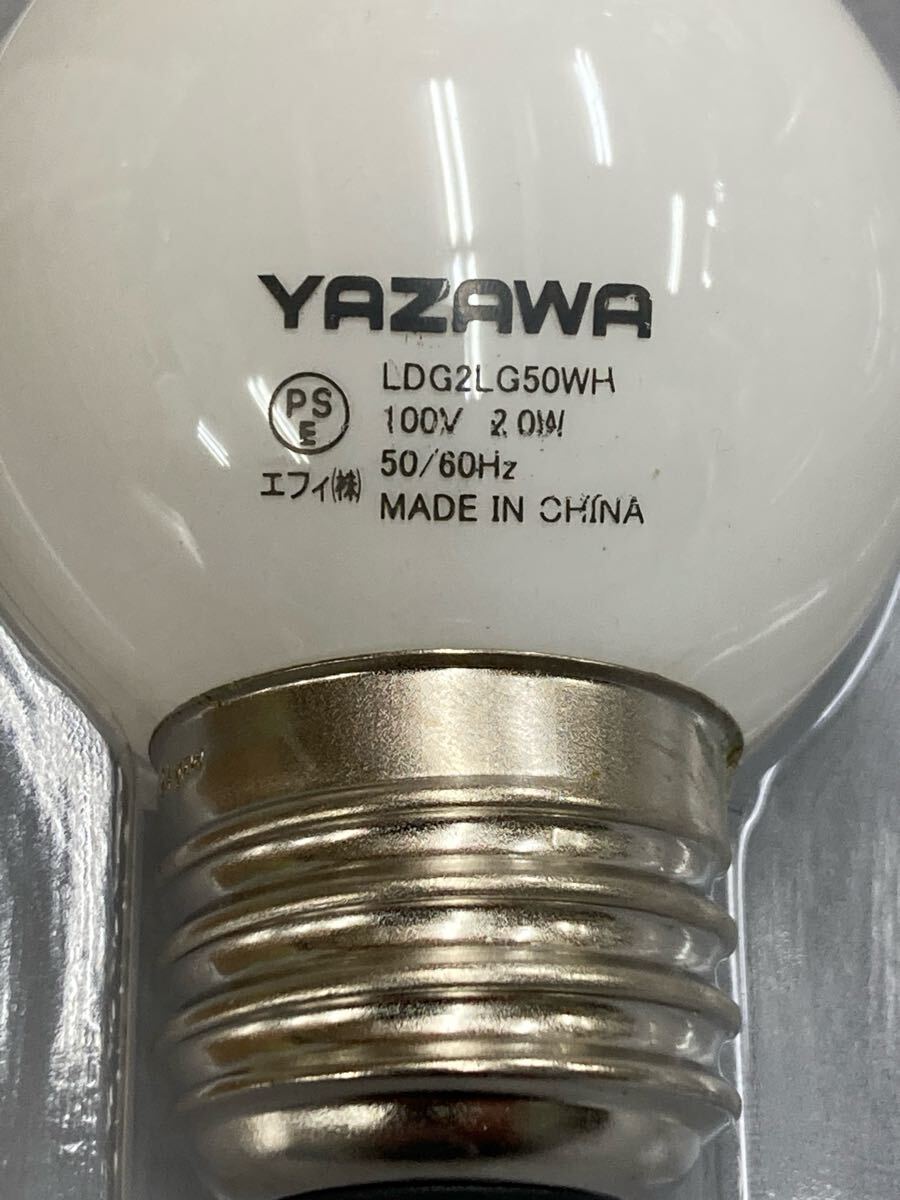 YAZAWA
PS
E
エフィ(株)
LDG2LG50WH
100V 2.0W
50/60Hz
MADE IN CHINA